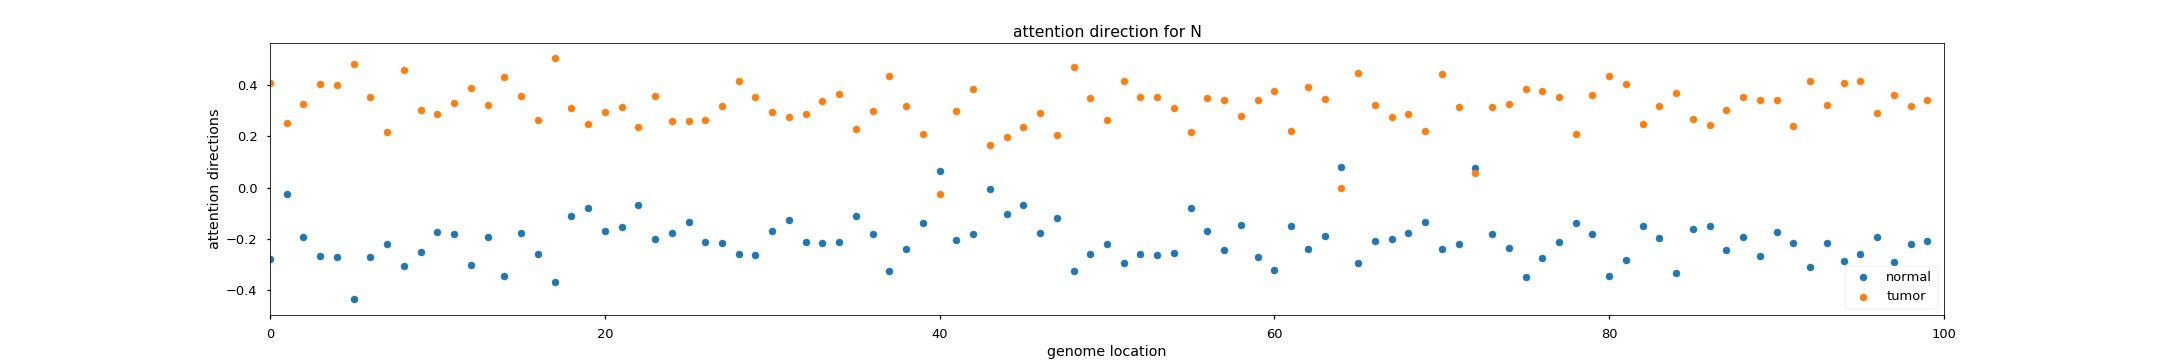 attention direction for N
attention directions
0.4
0.2
0.0
−0.2
−0.4
normal
tumor
0 20 40 60 80 100
genome location